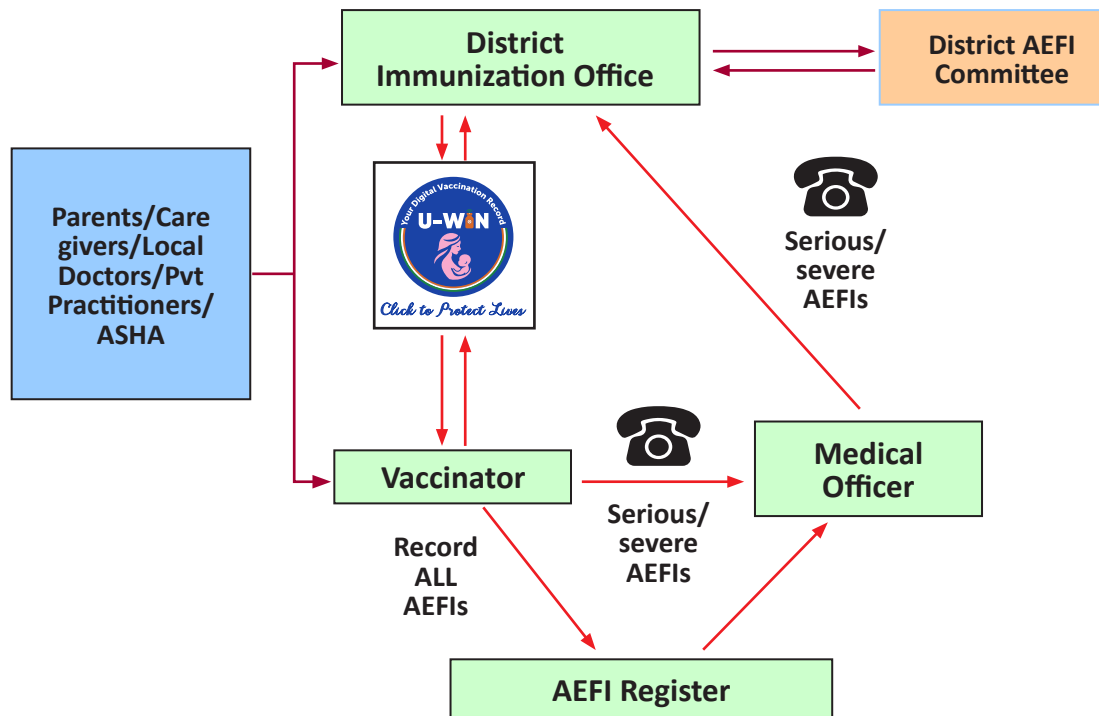 District
Immunization Office
District AEFI
Committee
Parents/Care
givers/Local
Doctors/Pvt
Practitioners/
ASHA
Your Digital Vaccination Record
U-WIN
Click to Protect Lives
Serious/
severe
AEFIs
Vaccinator
Medical
Officer
Serious/
severe
AEFIs
Record
ALL
AEFIs
AEFI Register